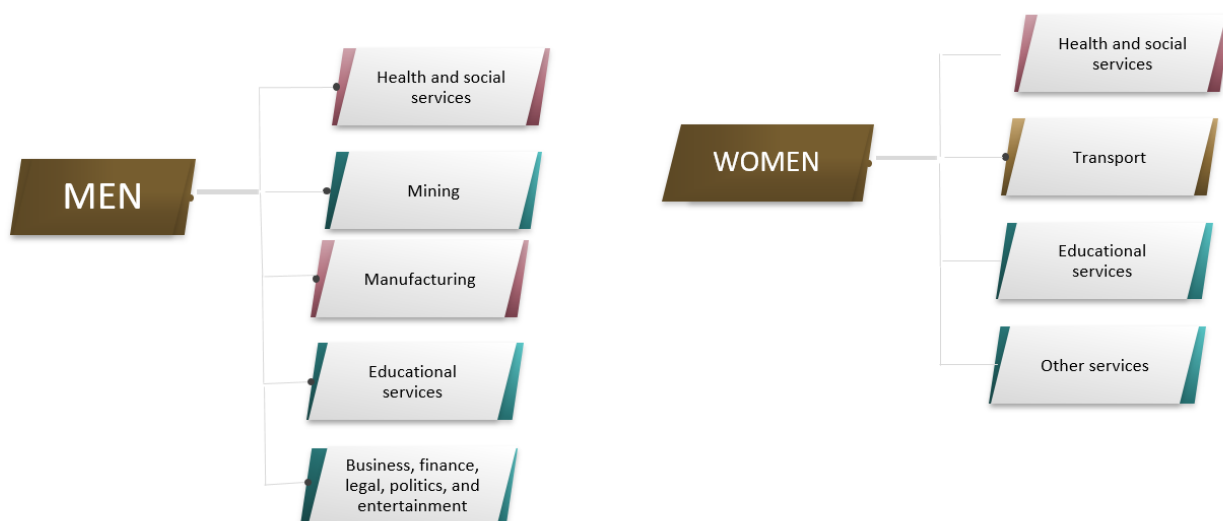 MEN
Health and social
services
Mining
Manufacturing
Educational
services
Business, finance,
legal, politics, and
entertainment
WOMEN
Health and social
services
Transport
Educational
services
Other services